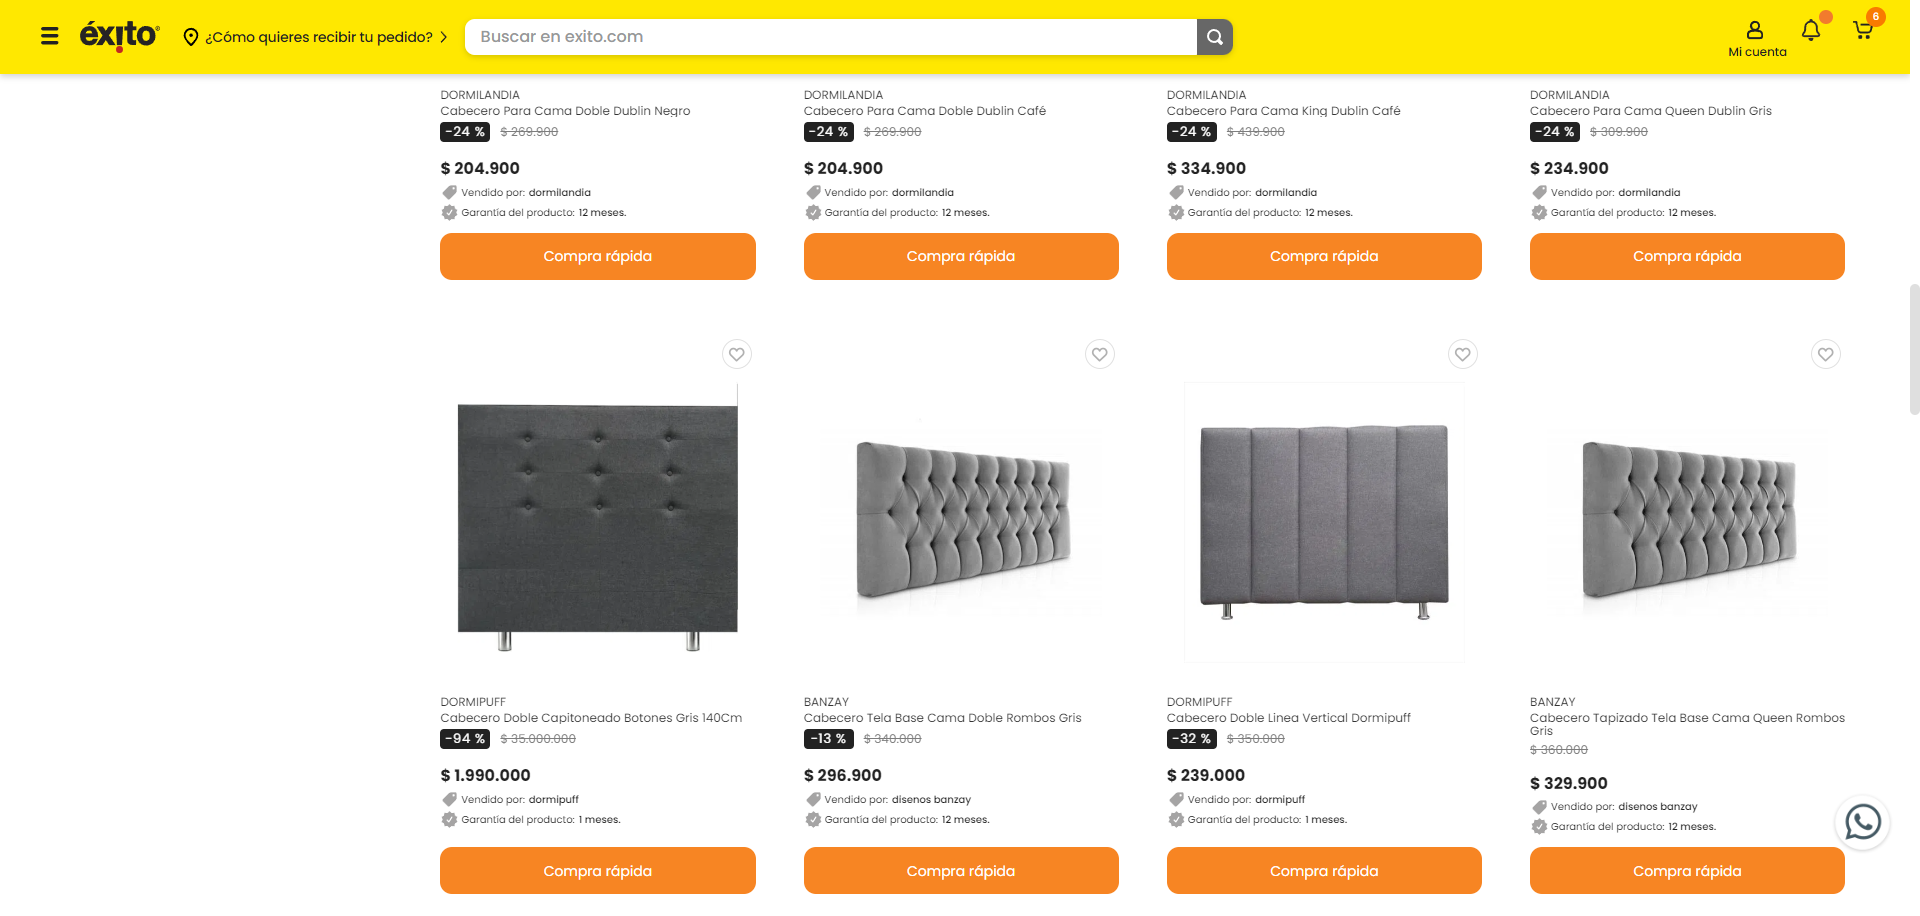 éxito
¿Cómo quieres recibir tu pedido?
Buscar en exito.com
Mi cuenta
6
DORMILANDIA
Cabecero Para Cama Doble Dublin Negro
-24 % $ 269.900
$ 204.900
Vendido por: dormilandia
Garantía del producto: 12 meses.
Compra rápida
DORMILANDIA
Cabecero Para Cama Doble Dublin Café
-24 % $ 269.900
$ 204.900
Vendido por: dormilandia
Garantía del producto: 12 meses.
Compra rápida
DORMILANDIA
Cabecero Para Cama King Dublin Café
-24 % $ 439.900
$ 334.900
Vendido por: dormilandia
Garantía del producto: 12 meses.
Compra rápida
DORMILANDIA
Cabecero Para Cama Queen Dublin Gris
-24 % $ 309.900
$ 234.900
Vendido por: dormilandia
Garantía del producto: 12 meses.
Compra rápida
DORMIPUFF
Cabecero Doble Capitoneado Botones Gris 140Cm
-94 % $ 35.000.000
$ 1.990.000
Vendido por: dormipuff
Garantía del producto: 1 meses.
Compra rápida
BANZAY
Cabecero Tela Base Cama Doble Rombos Gris
-13 % $ 340.000
$ 296.900
Vendido por: disenos banzay
Garantía del producto: 12 meses.
Compra rápida
DORMIPUFF
Cabecero Doble Linea Vertical Dormipuff
-32 % $ 350.000
$ 239.000
Vendido por: dormipuff
Garantía del producto: 1 meses.
Compra rápida
BANZAY
Cabecero Tapizado Tela Base Cama Queen Rombos
Gris
$ 360.000
$ 329.900
Vendido por: disenos banzay
Garantía del producto: 12 meses.
Compra rápida